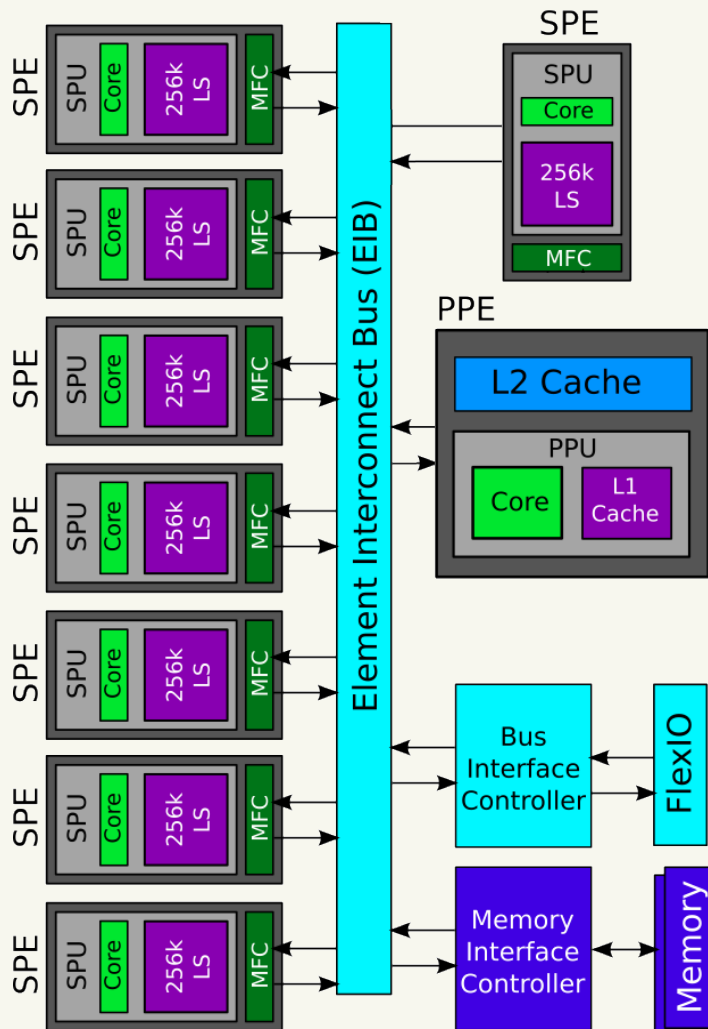 SPE
SPU
Core
256k
LS
MFC
SPE
SPU
Core
256k
LS
MFC
SPE
SPU
Core
256k
LS
MFC
SPE
SPU
Core
256k
LS
MFC
SPE
SPU
Core
256k
LS
MFC
SPE
SPU
Core
256k
LS
MFC
SPE
SPU
Core
256k
LS
MFC
Element Interconnect Bus (EIB)
SPE
SPU
Core
256k
LS
MFC
PPE
L2 Cache
PPU
Core
L1
Cache
Bus
Interface
Controller
FlexIO
Memory
Interface
Controller
Memory